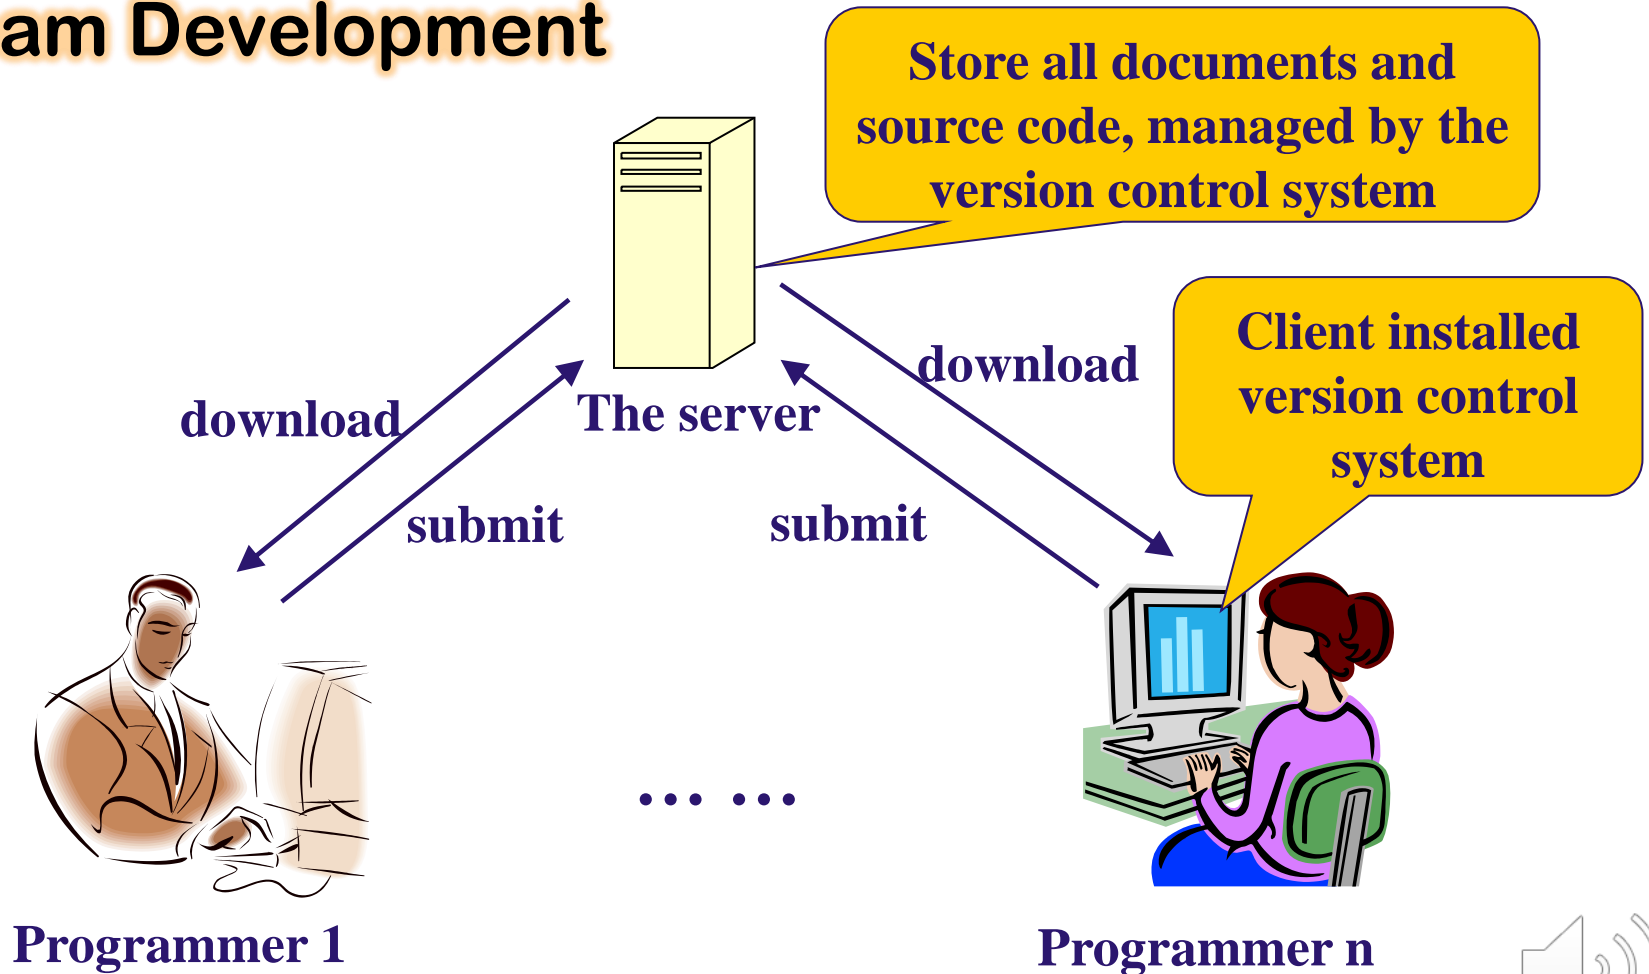 am Development
Store all documents and
source code, managed by the
version control system
Client installed
version control
system
download
download
The server
submit
submit
... ...
Programmer 1
Programmer n